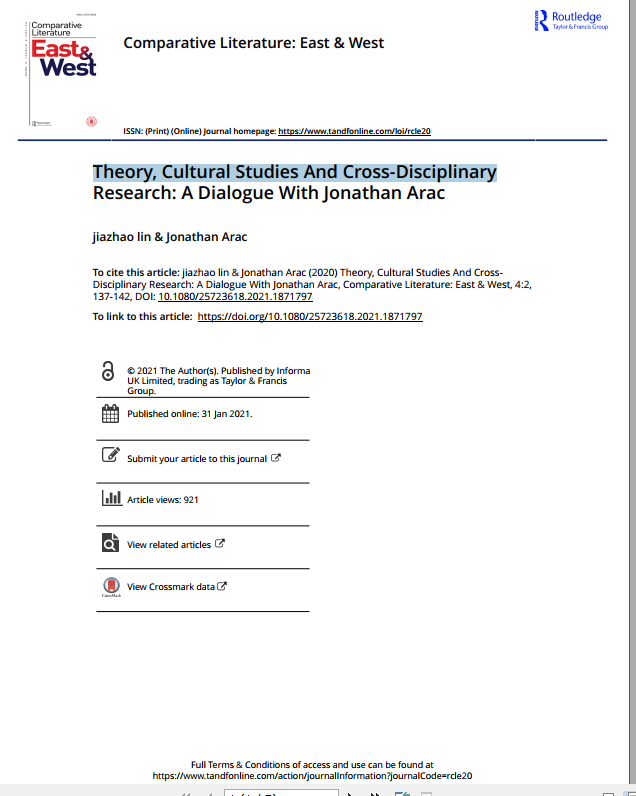 Comparative
Literature
East&
West
Routledge
Taylor & Francis Group
Comparative Literature: East & West
ISSN: (Print) (Online) Journal homepage: https://www.tandfonline.com/loi/rcle20
Theory, Cultural Studies And Cross-Disciplinary
Research: A Dialogue With Jonathan Arac
jiazhao lin & Jonathan Arac
To cite this article: jiazhao lin & Jonathan Arac (2020) Theory, Cultural Studies And Cross-
Disciplinary Research: A Dialogue With Jonathan Arac, Comparative Literature: East & West, 4:2,
137-142, DOI: 10.1080/25723618.2021.1871797
To link to this article: https://doi.org/10.1080/25723618.2021.1871797
© 2021 The Author(s). Published by Informa
UK Limited, trading as Taylor & Francis
Group.
Published online: 31 Jan 2021.
Submit your article to this journal
Article views: 921
View related articles
CrossMark
View Crossmark data
Full Terms & Conditions of access and use can be found at
https://www.tandfonline.com/action/journalInformation?journalCode=rcle20